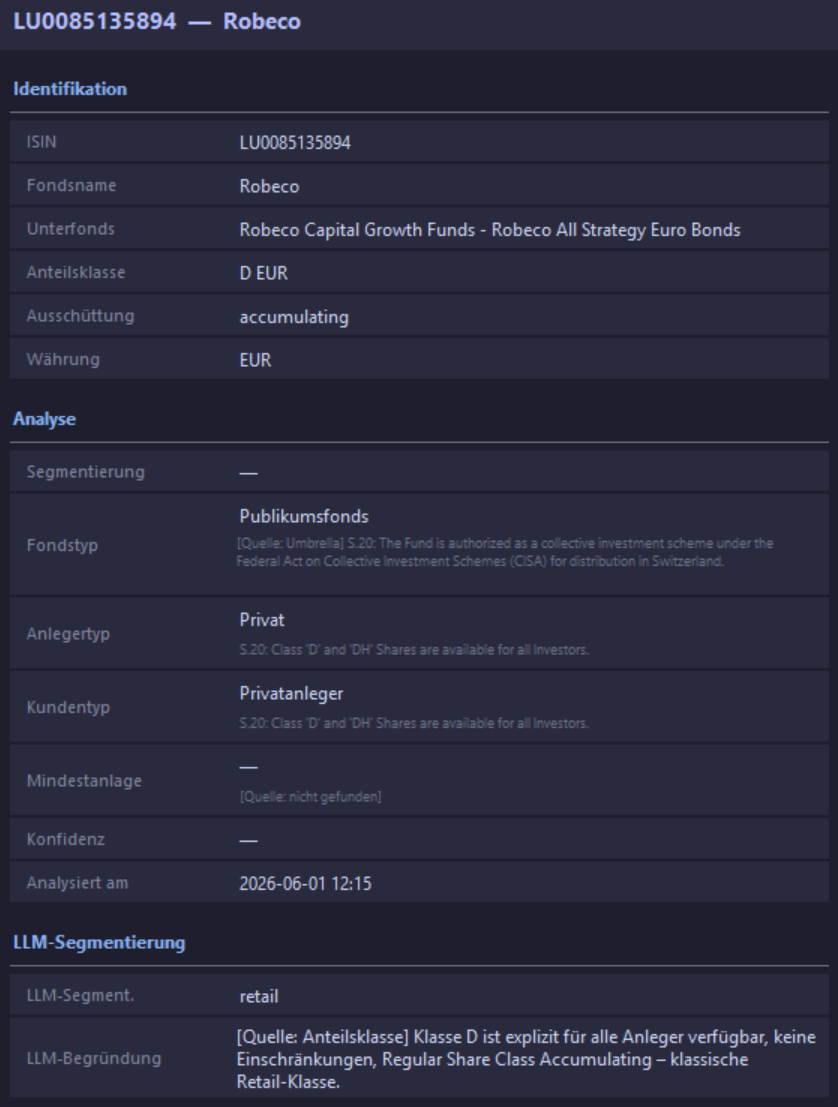 LU0085135894 — Robeco
Identifikation
ISIN LU0085135894
Fondsname Robeco
Unterfonds Robeco Capital Growth Funds - Robeco All Strategy Euro Bonds
Anteilsklasse D EUR
Ausschüttung accumulating
Währung EUR
Analyse
Segmentierung —
Fondstyp Publikumsfonds
[Quelle: Umbrella] S.20: The Fund is authorized as a collective investment scheme under the
Federal Act on Collective Investment Schemes (CISA) for distribution in Switzerland.
Anlegertyp Privat
S.20: Class 'D' and 'DH' Shares are available for all Investors.
Kundentyp Privatanleger
S.20: Class 'D' and 'DH' Shares are available for all Investors.
Mindestanlage —
[Quelle: nicht gefunden]
Konfidenz —
Analysiert am 2026-06-01 12:15
LLM-Segmentierung
LLM-Segment. retail
LLM-Begründung [Quelle: Anteilsklasse] Klasse D ist explizit für alle Anleger verfügbar, keine
Einschränkungen, Regular Share Class Accumulating – klassische
Retail-Klasse.